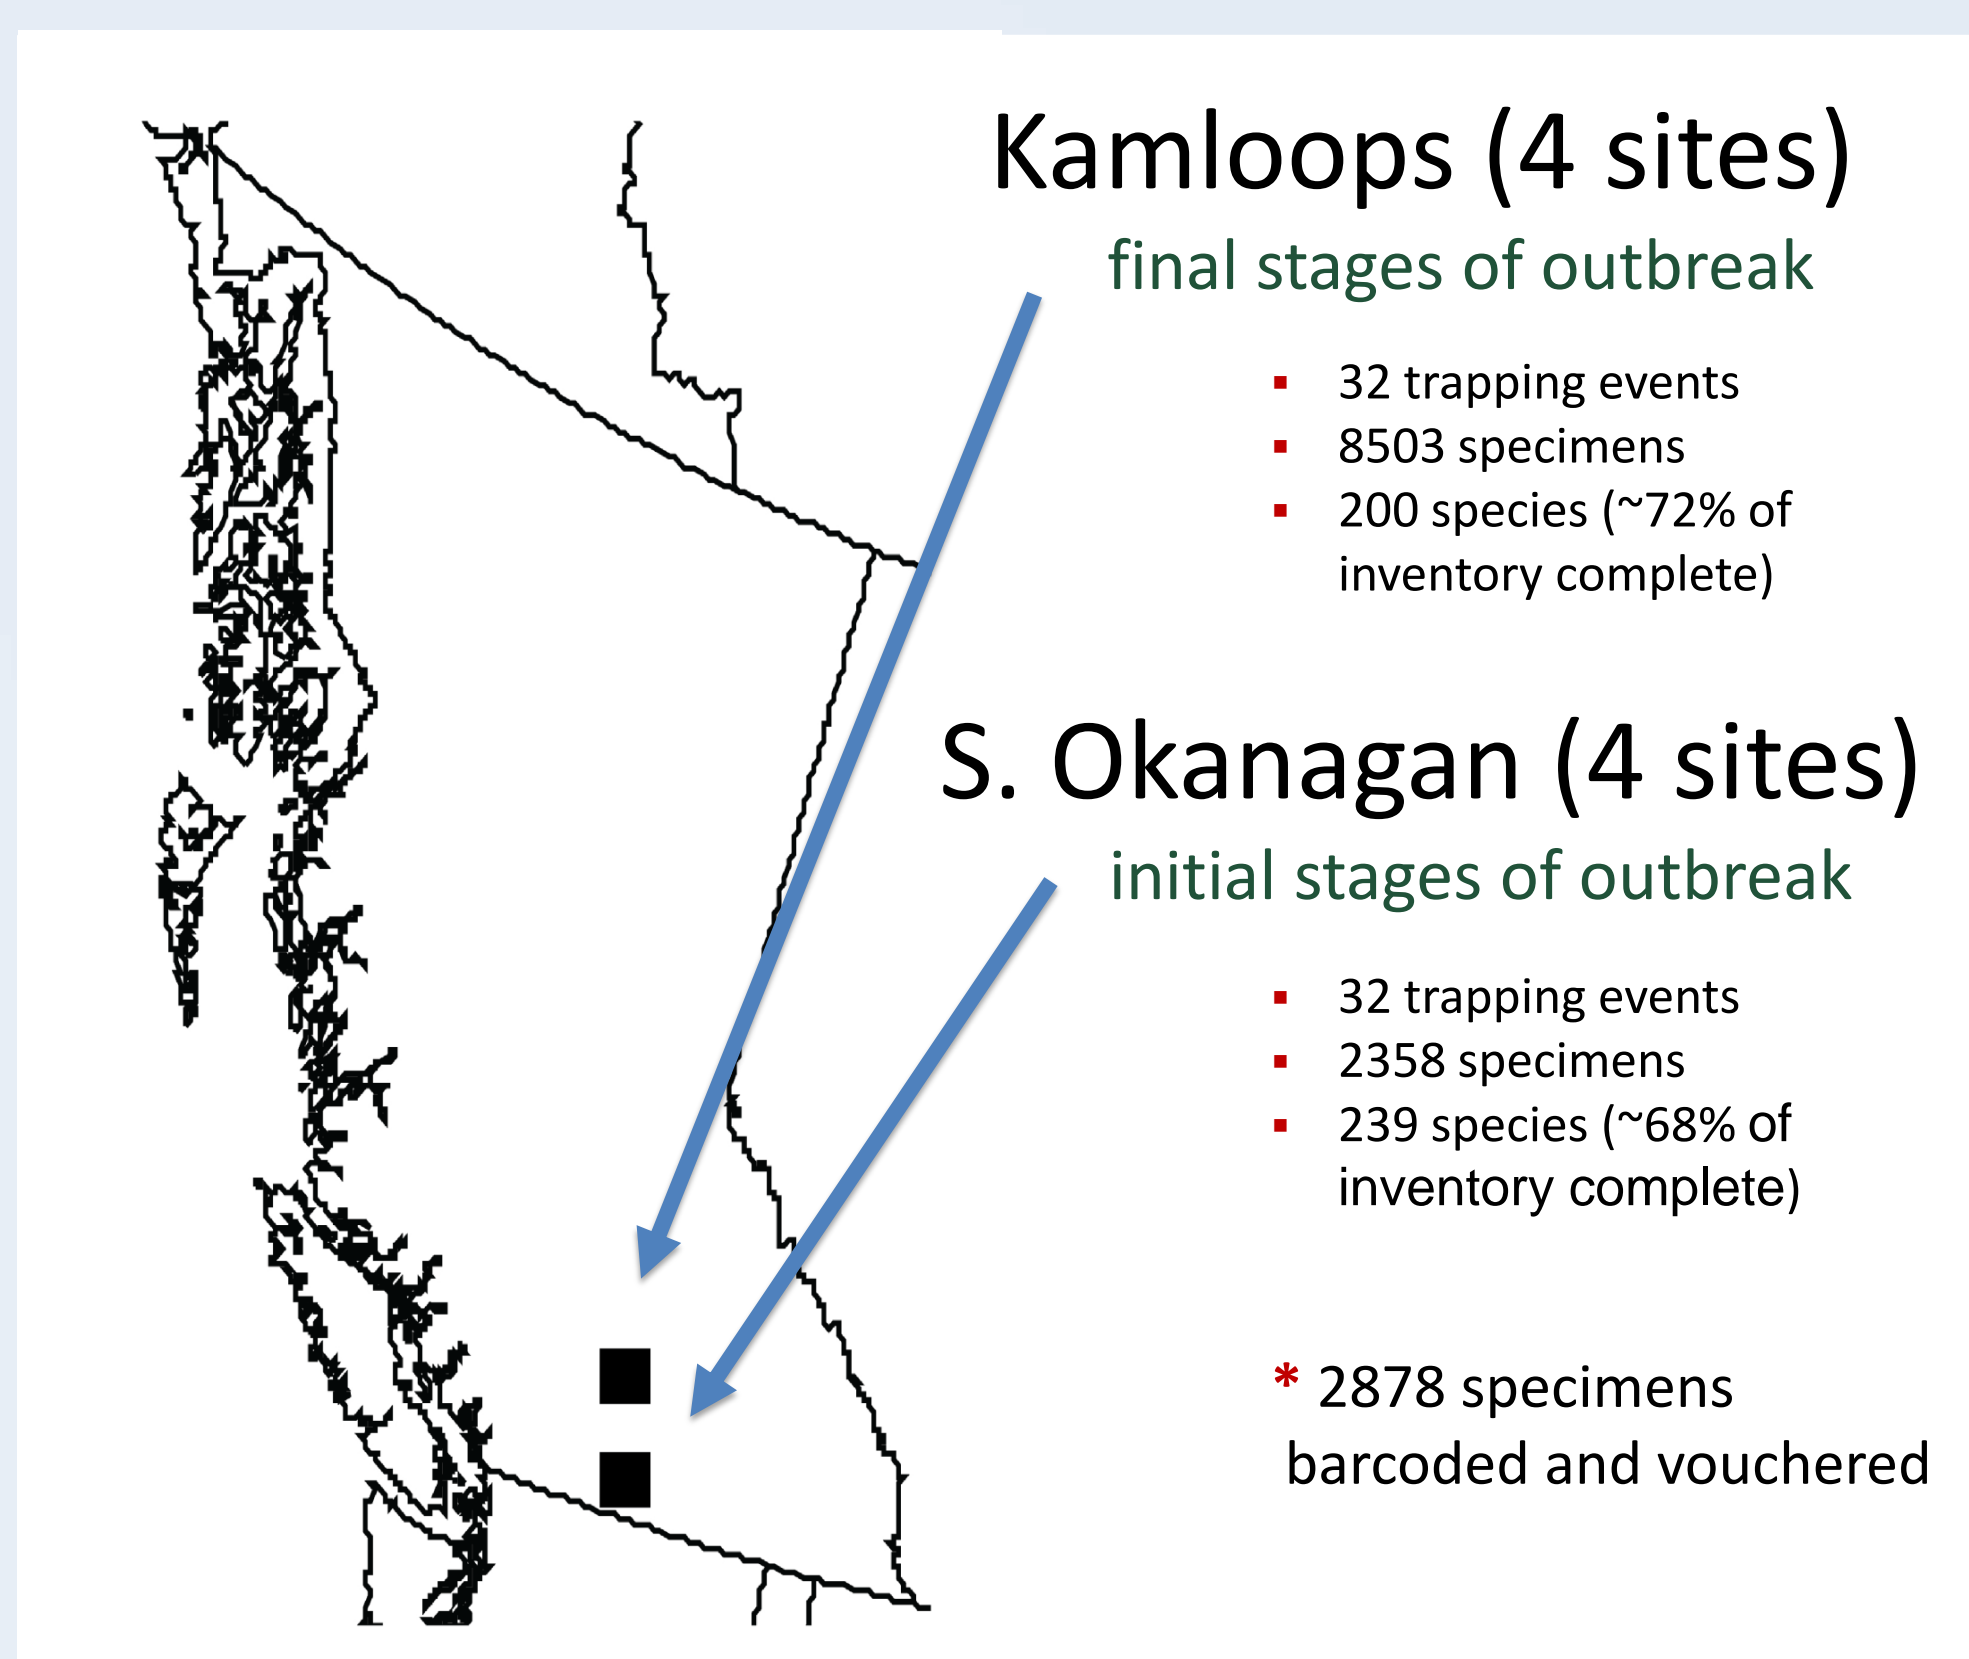 Kamloops (4 sites)
final stages of outbreak
▪ 32 trapping events
▪ 8503 specimens
▪ 200 species (~72% of
inventory complete)
S. Okanagan (4 sites)
initial stages of outbreak
▪ 32 trapping events
▪ 2358 specimens
▪ 239 species (~68% of
inventory complete)
* 2878 specimens
barcoded and vouchered